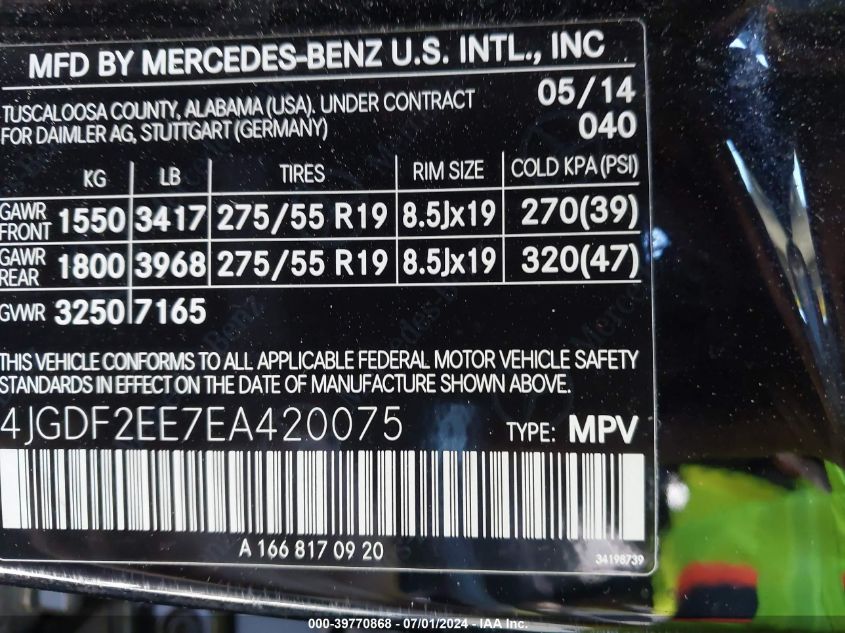 MFD BY MERCEDES-BENZ U.S. INTL., INC
TUSCALOOSA COUNTY, ALABAMA (USA). UNDER CONTRACT
FOR DAIMLER AG, STUTTGART (GERMANY)
05/14
040
KG LB TIRES RIM SIZE COLD KPA (PSI)
GAWR FRONT 1550 3417 275/55 R19 8.5Jx19 270(39)
GAWR REAR 1800 3968 275/55 R19 8.5Jx19 320(47)
GVWR 3250 7165
THIS VEHICLE CONFORMS TO ALL APPLICABLE FEDERAL MOTOR VEHICLE SAFETY
STANDARDS IN EFFECT ON THE DATE OF MANUFACTURE SHOWN ABOVE.
4JGDF2EE7EA420075 TYPE: MPV
A 166 817 09 20
34198739
000-39770868 - 07/01/2024 - IAA Inc.